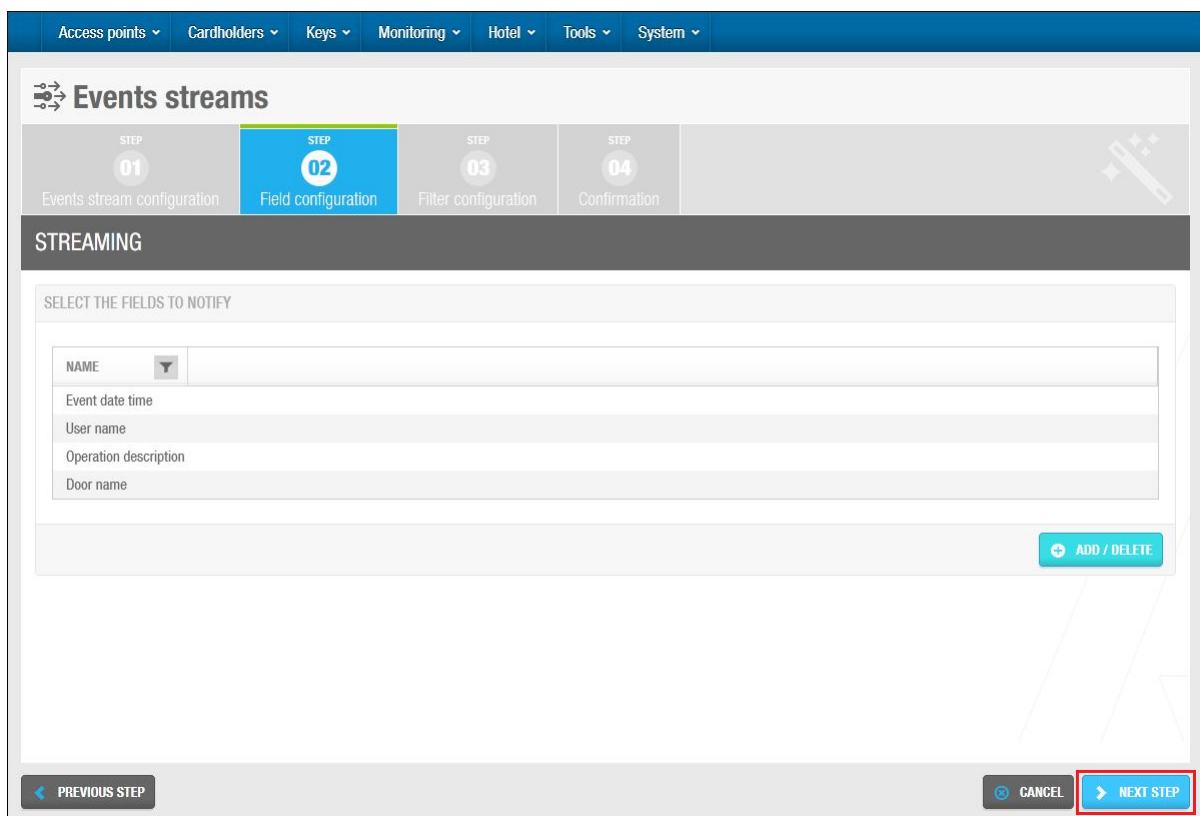 Access points Cardholders Keys Monitoring Hotel Tools System
Events streams
STEP STEP STEP STEP
01 02 03 04
Events stream configuration Field configuration Filter configuration Confirmation
STREAMING
SELECT THE FIELDS TO NOTIFY
NAME
Event date time
User name
Operation description
Door name
ADD / DELETE
PREVIOUS STEP CANCEL NEXT STEP